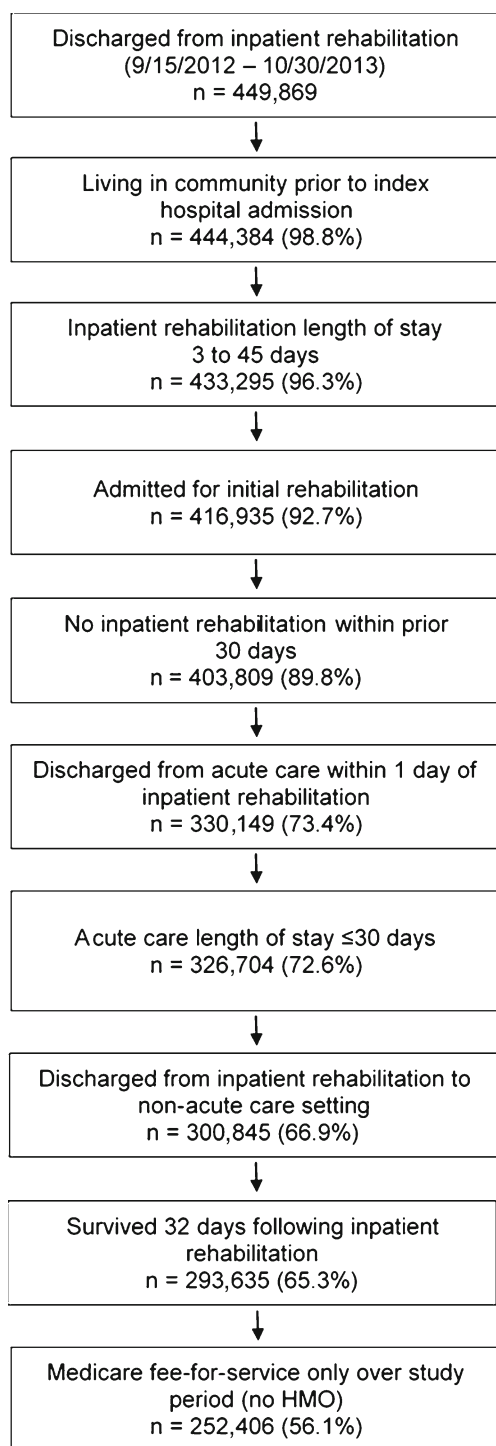 Discharged from inpatient rehabilitation
(9/15/2012 – 10/30/2013)
n = 449,869
Living in community prior to index
hospital admission
n = 444,384 (98.8%)
Inpatient rehabilitation length of stay
3 to 45 days
n = 433,295 (96.3%)
Admitted for initial rehabilitation
n = 416,935 (92.7%)
No inpatient rehabilitation within prior
30 days
n = 403,809 (89.8%)
Discharged from acute care within 1 day of
inpatient rehabilitation
n = 330,149 (73.4%)
Acute care length of stay ≤30 days
n = 326,704 (72.6%)
Discharged from inpatient rehabilitation to
non-acute care setting
n = 300,845 (66.9%)
Survived 32 days following inpatient
rehabilitation
n = 293,635 (65.3%)
Medicare fee-for-service only over study
period (no HMO)
n = 252,406 (56.1%)